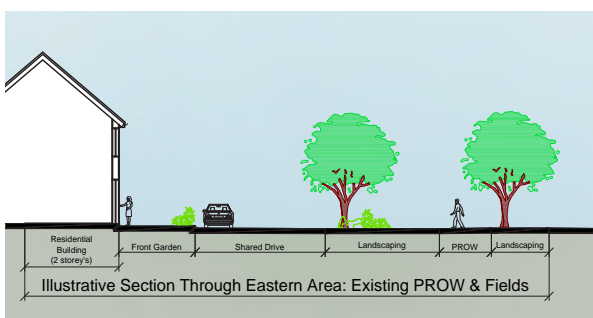 Residential
Building
(2 storey's)
Front Garden
Shared Drive
Landscaping
PROW
Landscaping
Illustrative Section Through Eastern Area: Existing PROW & Fields